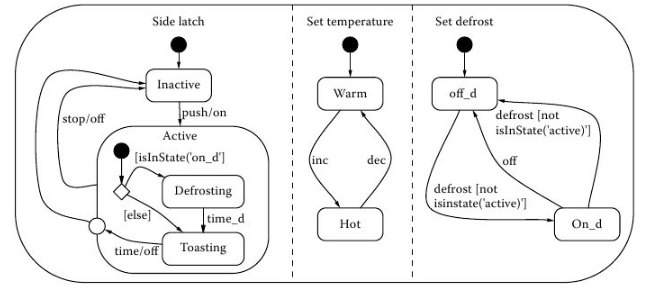 Side latch
Inactive
push/on
stop/off
Active
[isInState('on_d']
Defrosting
[else]
time_d
Toasting
time/off
Set temperature
Warm
inc
dec
Hot
Set defrost
off_d
defrost [not
isInState('active)']
off
defrost [not
isinstate('active)']
On_d